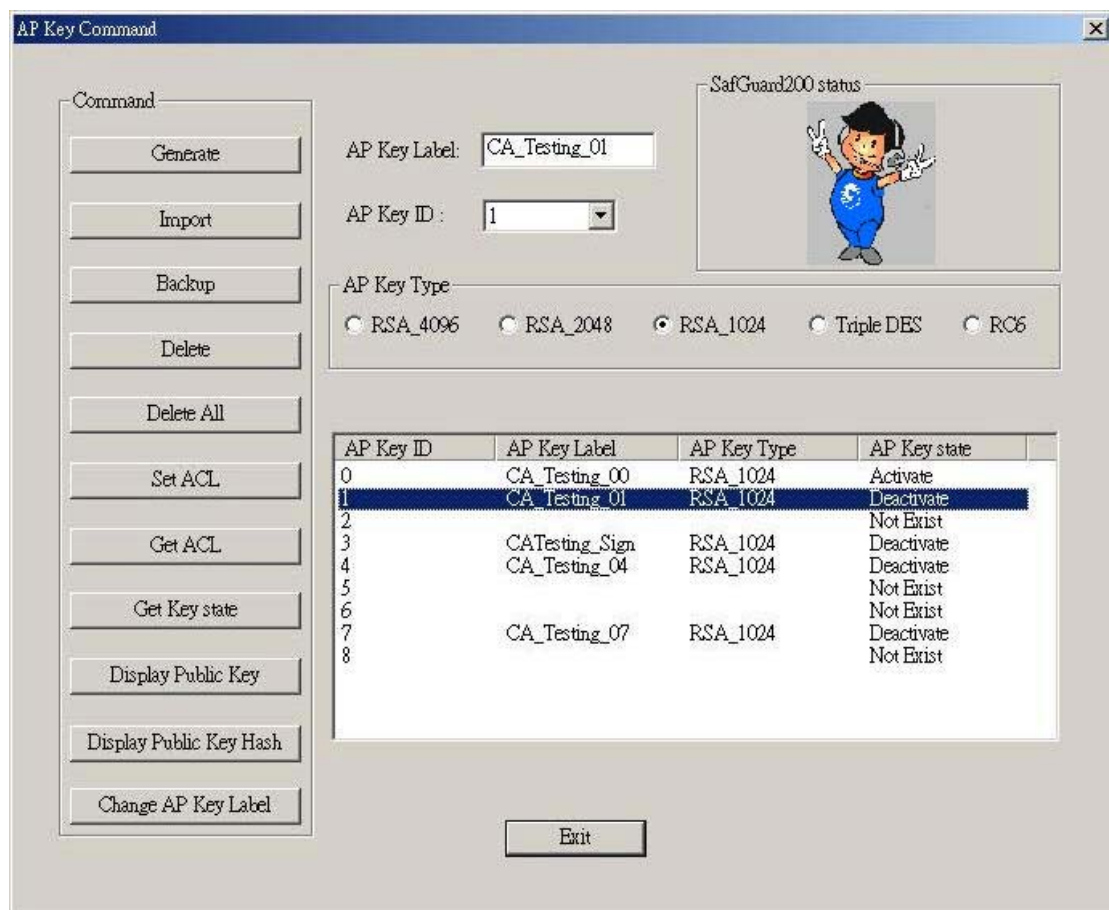 AP Key Command
Command
Generate
Import
Backup
Delete
Delete All
Set ACL
Get ACL
Get Key state
Display Public Key
Display Public Key Hash
Change AP Key Label
AP Key Label: CA_Testing_01
AP Key ID : 1
SafGuard200 status
AP Key Type
RSA_4096 RSA_2048 RSA_1024 Triple DES RC6
AP Key ID AP Key Label AP Key Type AP Key state
0 CA_Testing_00 RSA_1024 Activate
1 CA_Testing_01 RSA_1024 Deactivate
2 Not Exist
3 CATesting_Sign RSA_1024 Deactivate
4 CA_Testing_04 RSA_1024 Deactivate
5 Not Exist
6 Not Exist
7 CA_Testing_07 RSA_1024 Deactivate
8 Not Exist
Exit